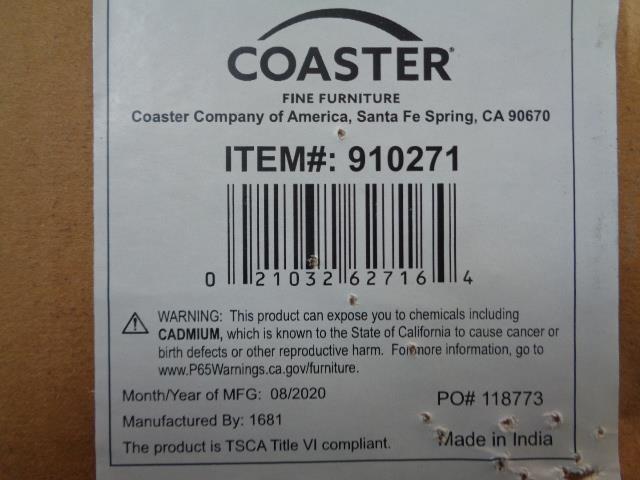 COASTER®
FINE FURNITURE
Coaster Company of America, Santa Fe Spring, CA 90670
ITEM#: 910271
0 21032 62716 4
WARNING: This product can expose you to chemicals including
CADMIUM, which is known to the State of California to cause cancer or
birth defects or other reproductive harm. For more information, go to
www.P65Warnings.ca.gov/furniture.
Month/Year of MFG: 08/2020
PO# 118773
Manufactured By: 1681
Made in India
The product is TSCA Title VI compliant.